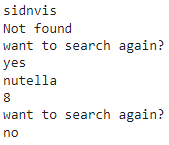 sidnvis
Not found
want to search again?
yes
nutella
8
want to search again?
no